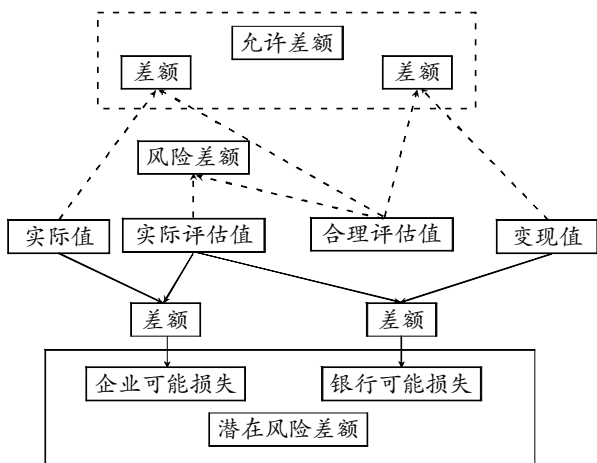 允许差额
差额
差额
风险差额
实际值
实际评估值
合理评估值
变现值
差额
差额
企业可能损失
银行可能损失
潜在风险差额